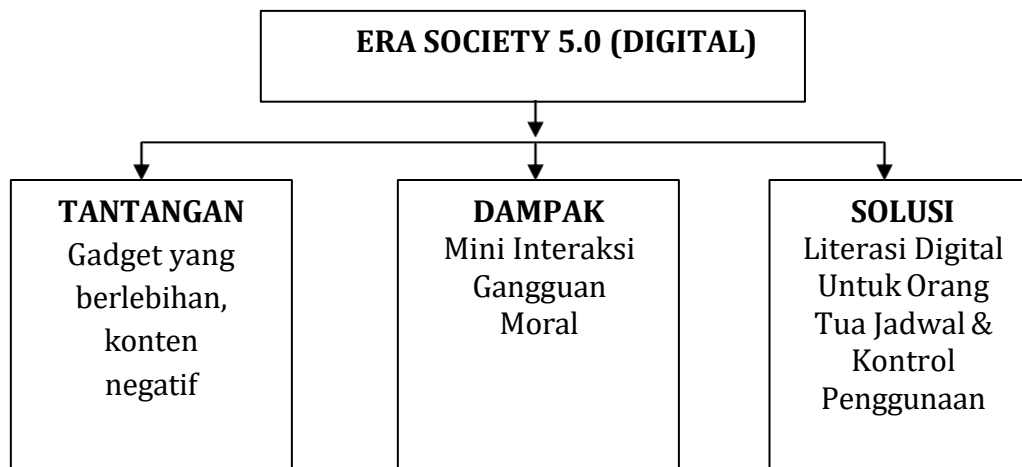 ERA SOCIETY 5.0 (DIGITAL)
TANTANGAN
Gadget yang
berlebihan,
konten
negatif
DAMPAK
Mini Interaksi
Gangguan
Moral
SOLUSI
Literasi Digital
Untuk Orang
Tua Jadwal &
Kontrol
Penggunaan